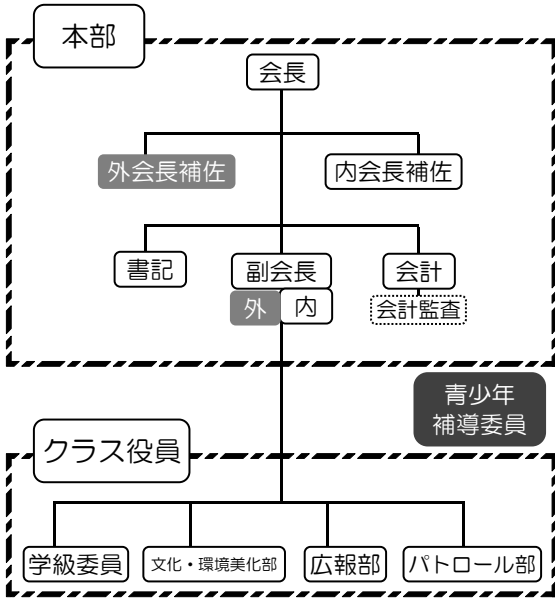 本部
会長
外会長補佐
内会長補佐
書記
副会長
会計
外
内
会計監査
青少年
補導委員
クラス役員
学級委員
文化・環境美化部
広報部
パトロール部